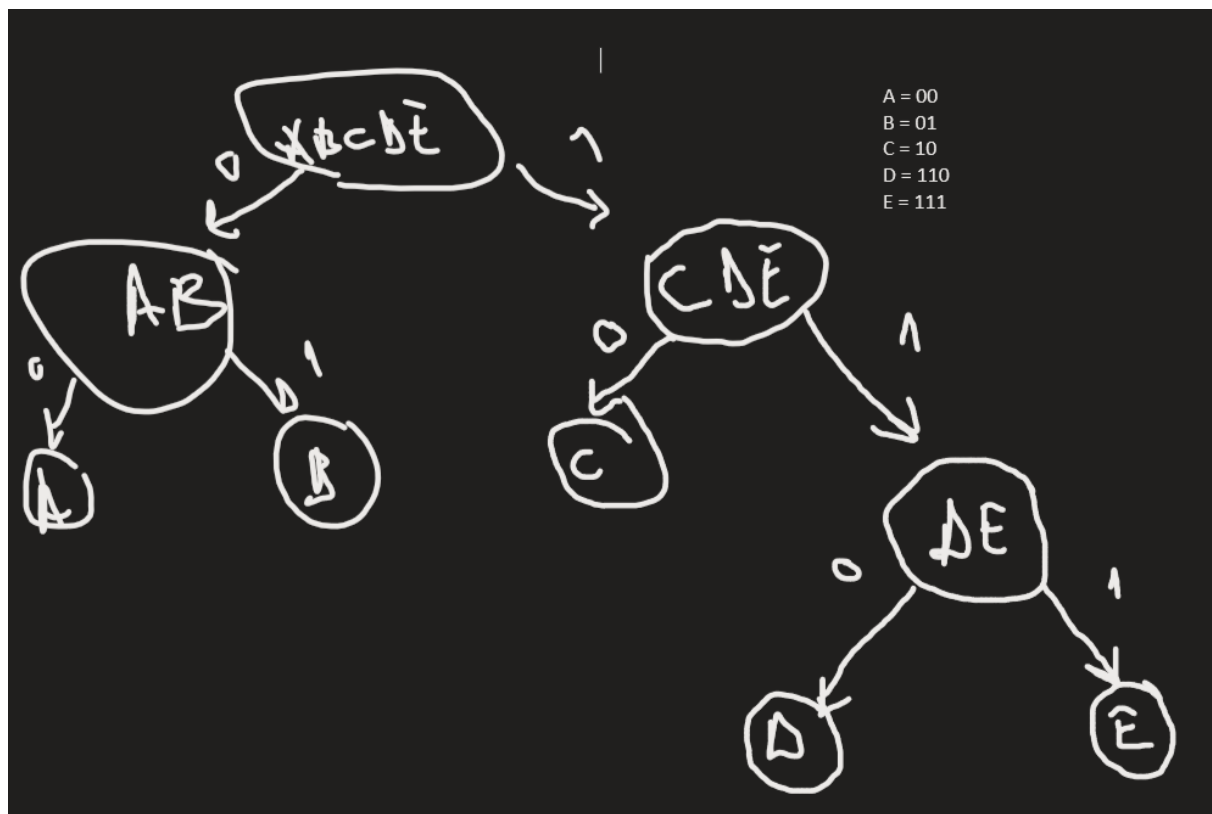 ABCDE
A = 00
B = 01
C = 10
D = 110
E = 111
0
1
AB
CDE
0
1
0
1
A
B
C
DE
0
1
D
E